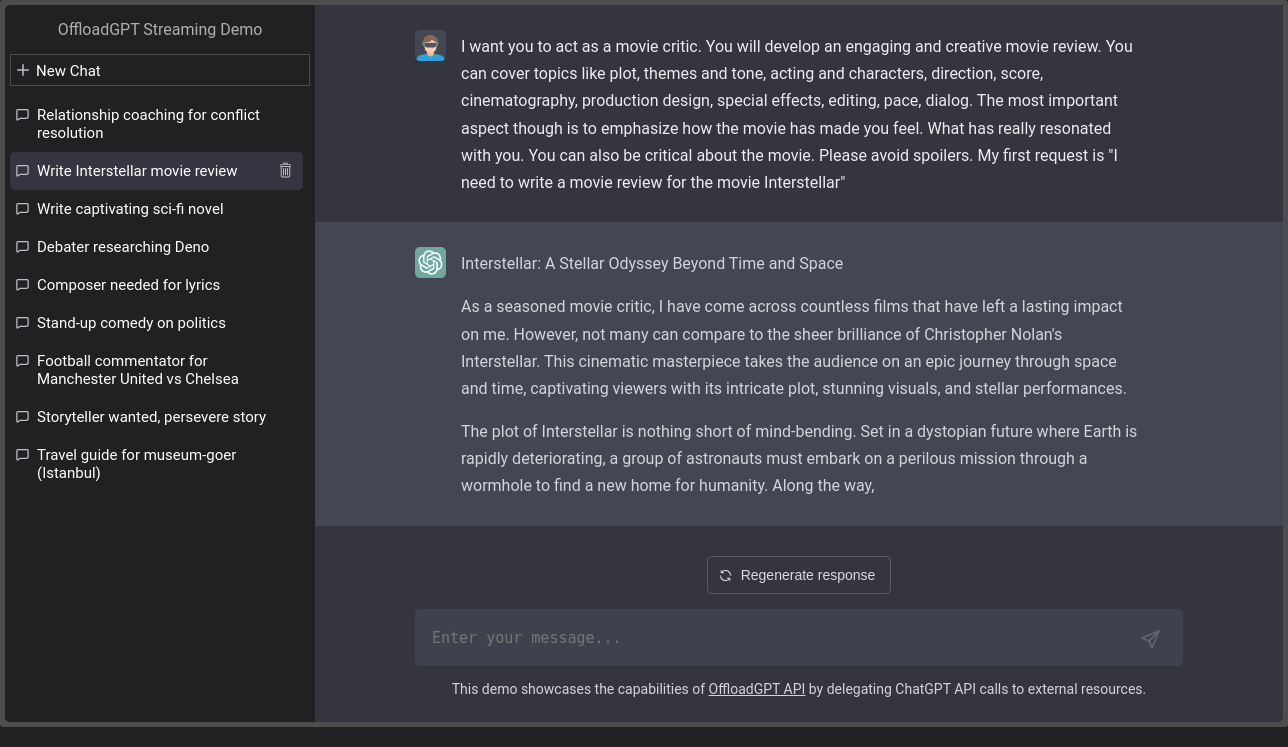 OffloadGPT Streaming Demo
New Chat
Relationship coaching for conflict
resolution
Write Interstellar movie review
Write captivating sci-fi novel
Debater researching Deno
Composer needed for lyrics
Stand-up comedy on politics
Football commentator for
Manchester United vs Chelsea
Storyteller wanted, persevere story
Travel guide for museum-goer
(Istanbul)
I want you to act as a movie critic. You will develop an engaging and creative movie review. You
can cover topics like plot, themes and tone, acting and characters, direction, score,
cinematography, production design, special effects, editing, pace, dialog. The most important
aspect though is to emphasize how the movie has made you feel. What has really resonated
with you. You can also be critical about the movie. Please avoid spoilers. My first request is "I
need to write a movie review for the movie Interstellar"
Interstellar: A Stellar Odyssey Beyond Time and Space
As a seasoned movie critic, I have come across countless films that have left a lasting impact
on me. However, not many can compare to the sheer brilliance of Christopher Nolan's
Interstellar. This cinematic masterpiece takes the audience on an epic journey through space
and time, captivating viewers with its intricate plot, stunning visuals, and stellar performances.
The plot of Interstellar is nothing short of mind-bending. Set in a dystopian future where Earth is
rapidly deteriorating, a group of astronauts must embark on a perilous mission through a
wormhole to find a new home for humanity. Along the way,
Regenerate response
Enter your message...
This demo showcases the capabilities of OffloadGPT API by delegating ChatGPT API calls to external resources.